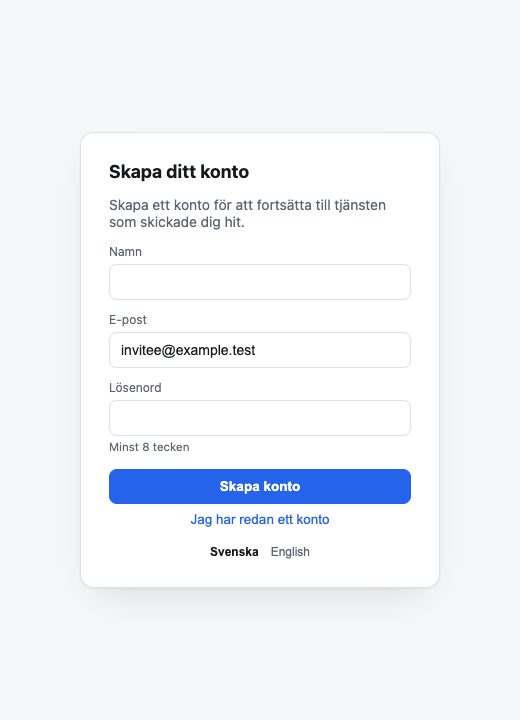 Skapa ditt konto
Skapa ett konto för att fortsätta till tjänsten
som skickade dig hit.
Namn
E-post
invitee@example.test
Lösenord
Minst 8 tecken
Skapa konto
Jag har redan ett konto
Svenska English